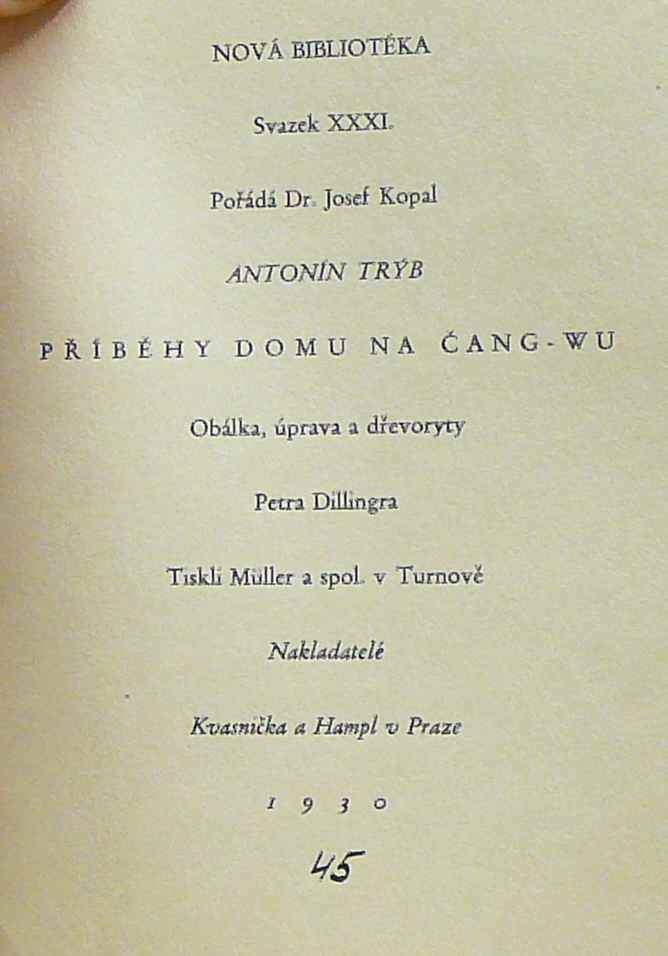 NOVÁ BIBLIOTÉKA
Svazek XXXI.
Pořádá Dr. Josef Kopal
ANTONÍN TRÝB
PŘÍBĚHY DOMU NA ČANG-WU
Obálka, úprava a dřevoryty
Petra Dillingra
Tiskli Müller a spol. v Turnově
Nakladatelé
Kvasnička a Hampl v Praze
1930
45